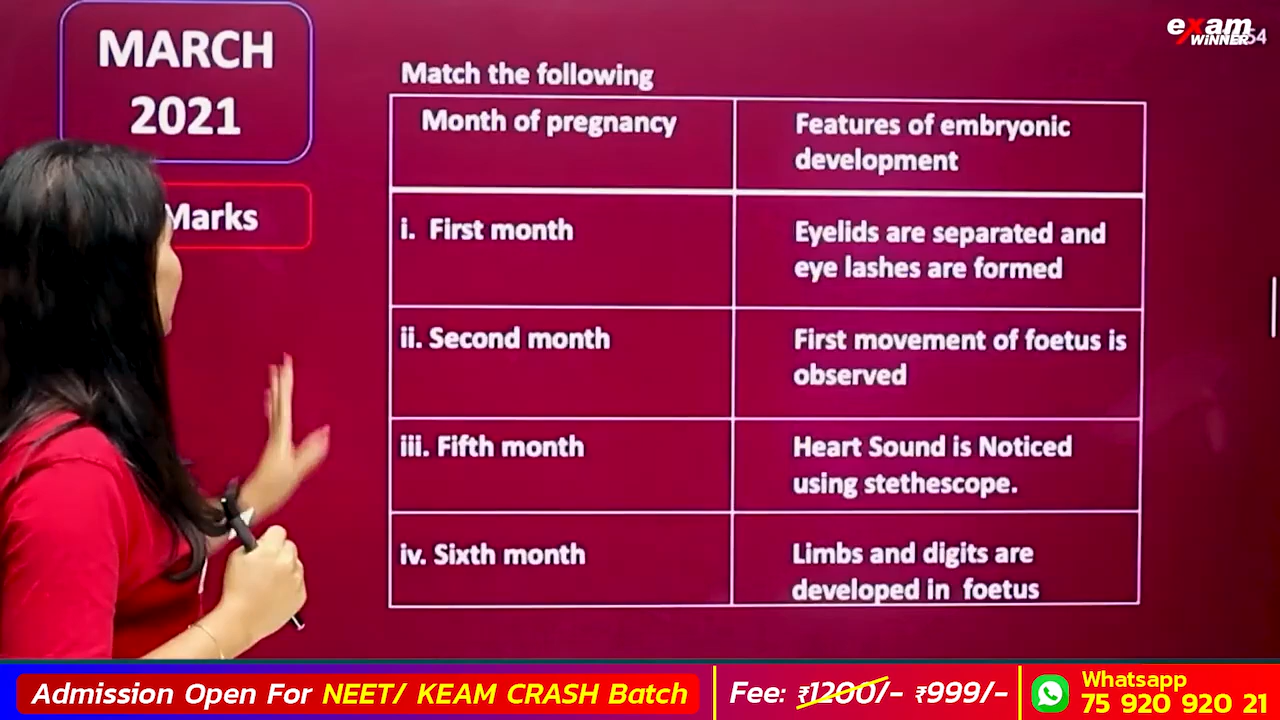 MARCH
2021
Marks
exam
WiNNER
54
Match the following
Month of pregnancy
Features of embryonic
development
i. First month
Eyelids are separated and
eye lashes are formed
ii. Second month
First movement of foetus is
observed
iii. Fifth month
Heart Sound is Noticed
using stethescope.
iv. Sixth month
Limbs and digits are
developed in foetus
Admission Open For NEET/ KEAM CRASH Batch
Fee: ₹1200/- ₹999/-
Whatsapp
75 920 920 21